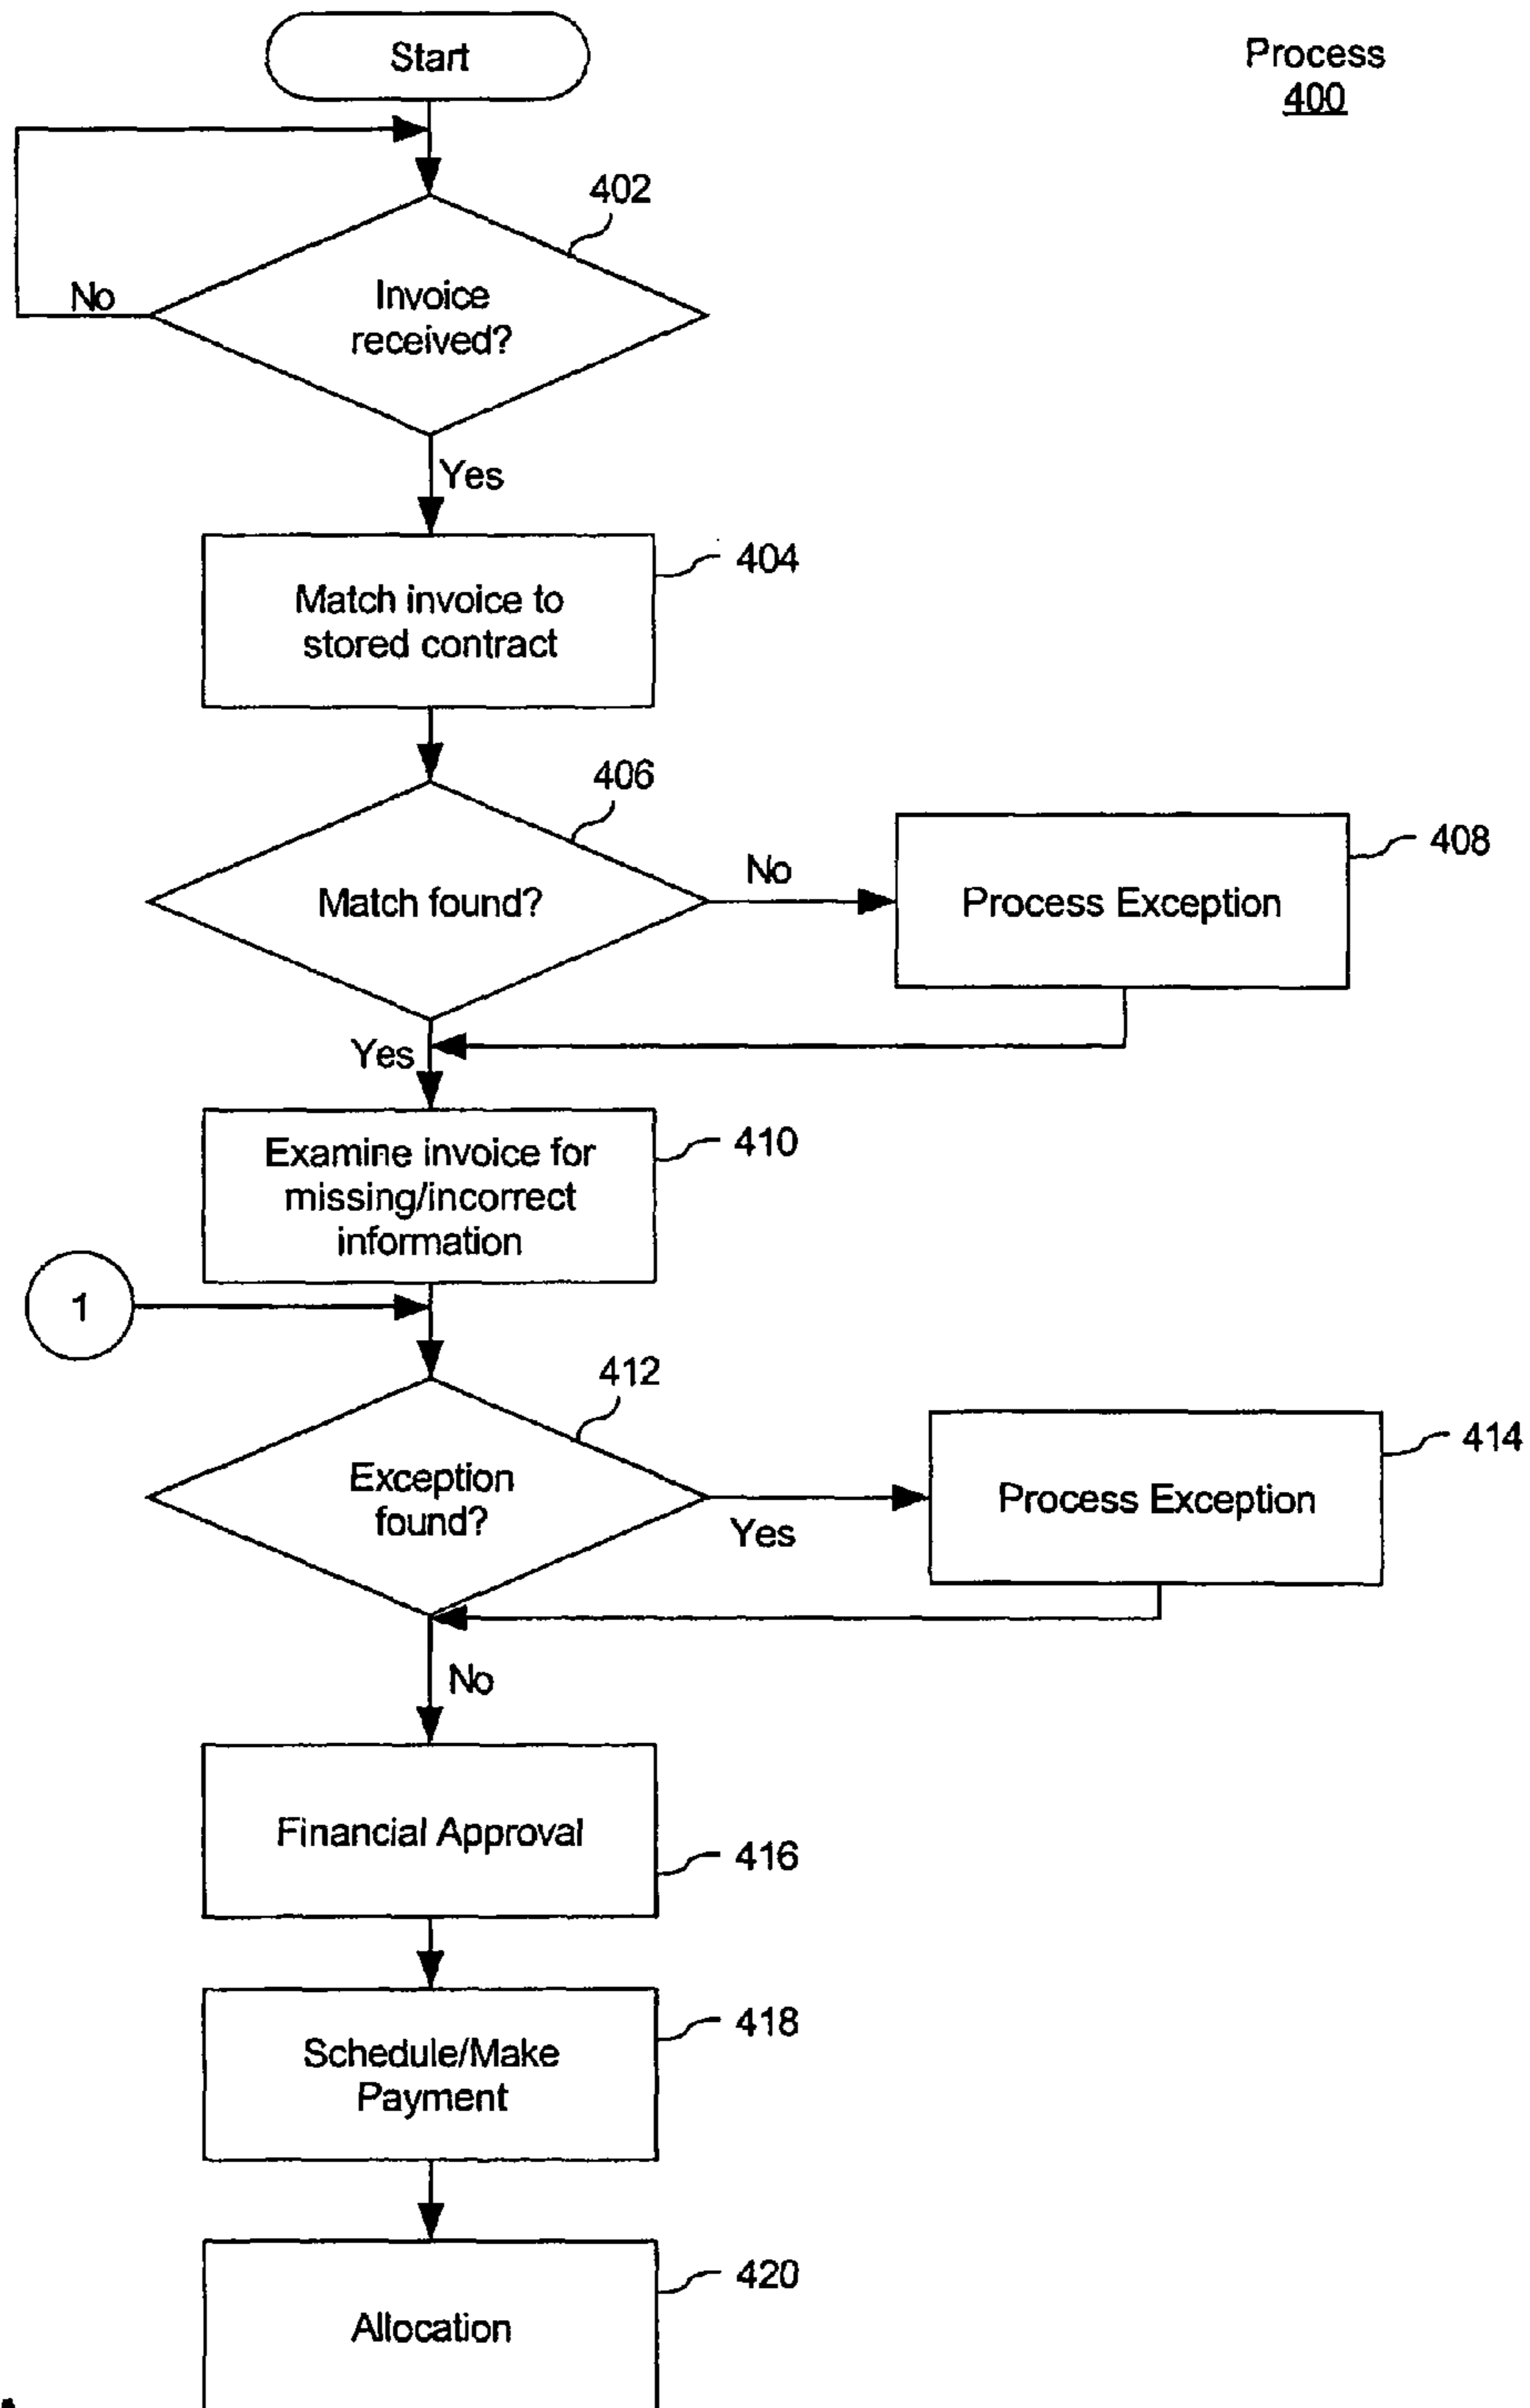 Start
Process
400
402
No
Invoice
received?
Yes
404
Match invoice to
stored contract
406
408
No
Match found?
Process Exception
Yes
410
Examine invoice for
missing/incorrect
information
1
412
414
Exception
found?
Process Exception
Yes
No
Financial Approval
416
418
Schedule/Make
Payment
420
Allocation